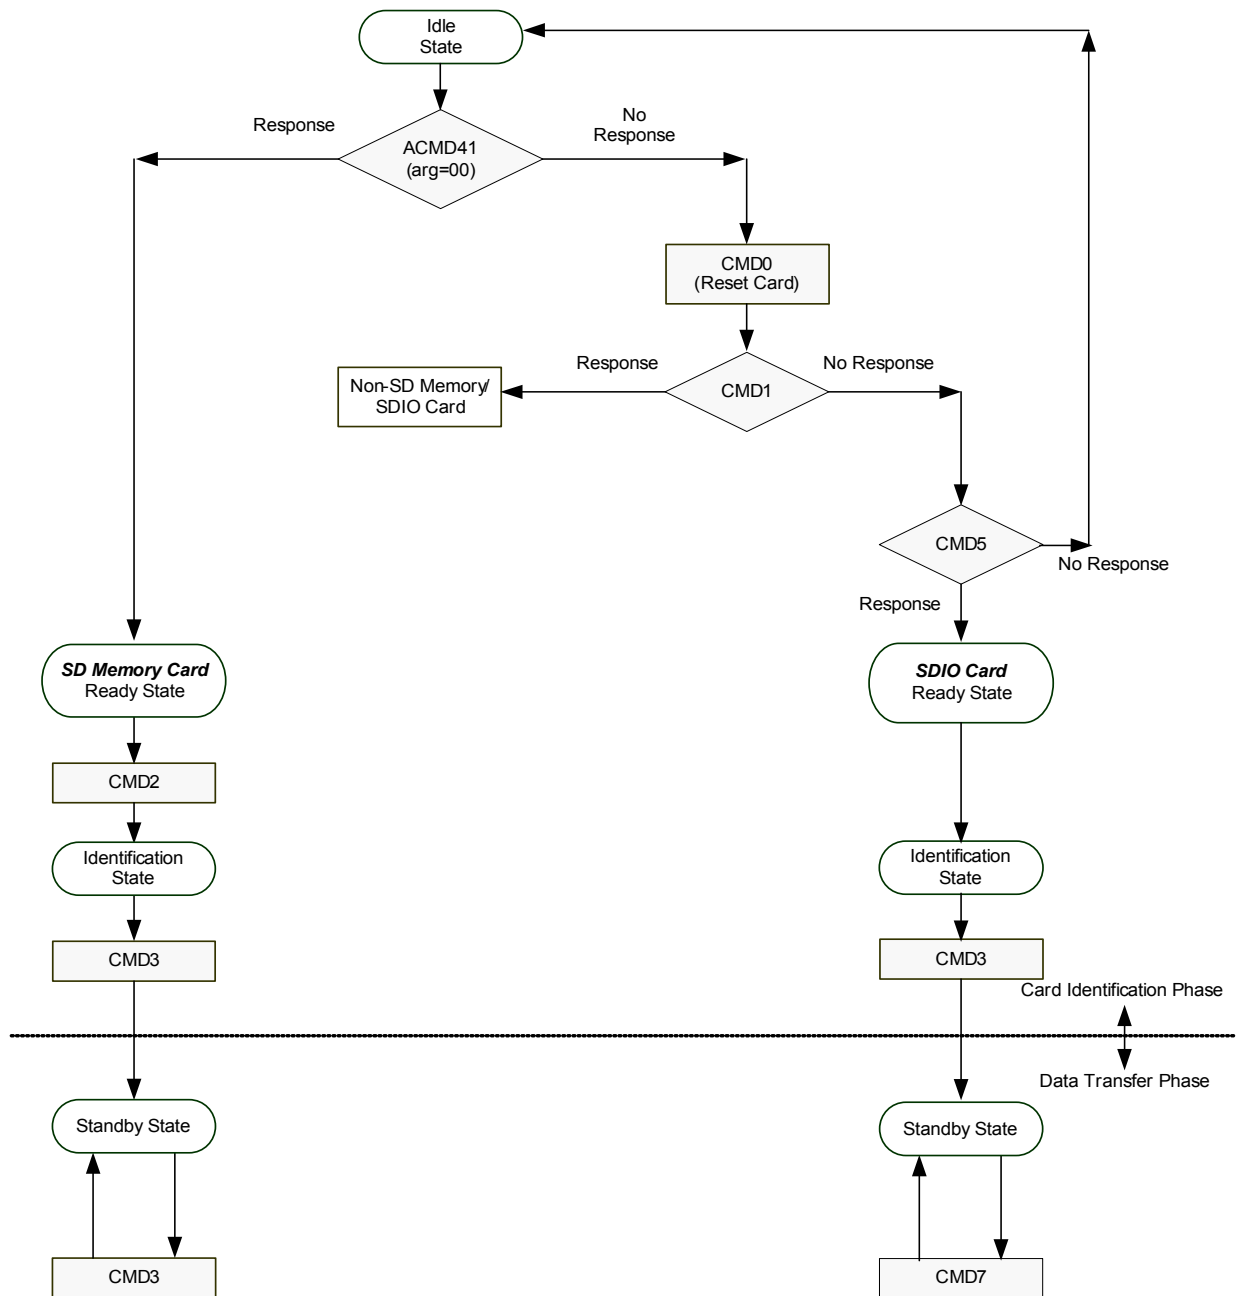 Idle
State
Response
No
Response
ACMD41
(arg=00)
CMD0
(Reset Card)
Response
No Response
Non-SD Memory/
SDIO Card
CMD1
CMD5
No Response
Response
SD Memory Card
Ready State
SDIO Card
Ready State
CMD2
Identification
State
Identification
State
CMD3
CMD3
Card Identification Phase
Data Transfer Phase
Standby State
Standby State
CMD3
CMD7